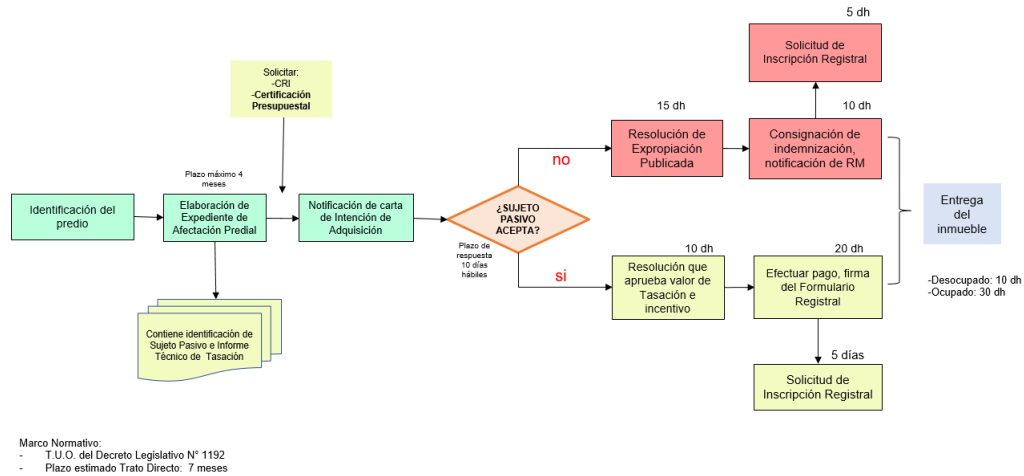 5 dh
Solicitud de
Inscripción Registral
Solicitar:
-CRI
-Certificación
Presupuestal
15 dh
10 dh
Resolución de
Expropiación
Publicada
Consignación de
indemnización,
notificación de RM
no
Plazo máximo 4
meses
Identificación del
predio
Elaboración de
Expediente de
Afectación Predial
Notificación de carta
de Intención de
Adquisición
¿SUJETO
PASIVO
ACEPTA?
Entrega
del
inmueble
Plazo de
respuesta
10 días
hábiles
si
10 dh
20 dh
Resolución que
aprueba valor de
Tasación e
incentivo
Efectuar pago, firma
del Formulario
Registral
-Desocupado: 10 dh
-Ocupado: 30 dh
Contiene identificación de
Sujeto Pasivo e Informe
Técnico de Tasación
5 días
Solicitud de
Inscripción Registral
Marco Normativo:
- T.U.O. del Decreto Legislativo N° 1192
- Plazo estimado Trato Directo: 7 meses